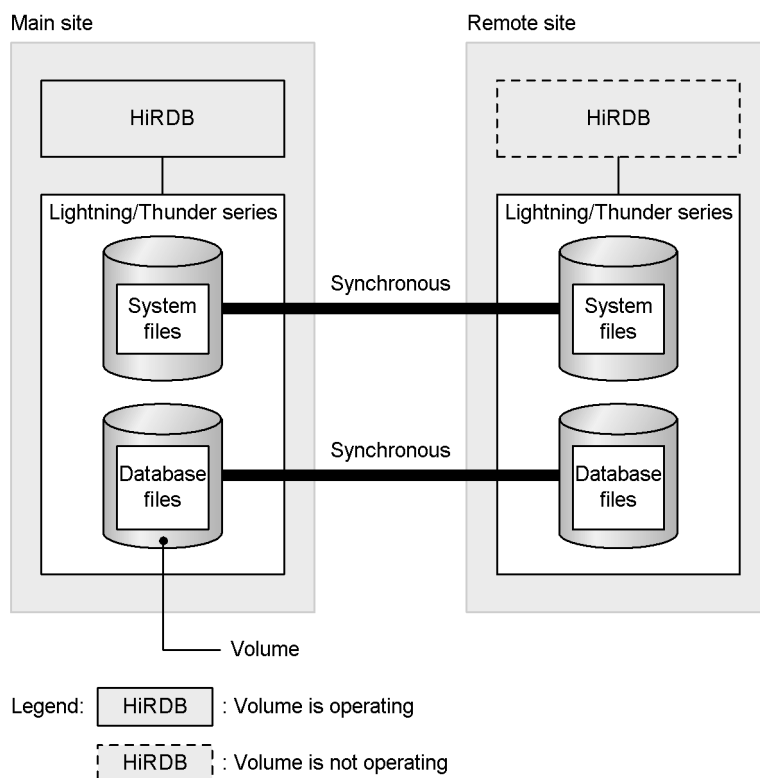 Main site
Remote site
HiRDB
HiRDB
Lightning/Thunder series
Lightning/Thunder series
Synchronous
System
files
System
files
Synchronous
Database
files
Database
files
Volume
Legend: HiRDB : Volume is operating
HiRDB : Volume is not operating